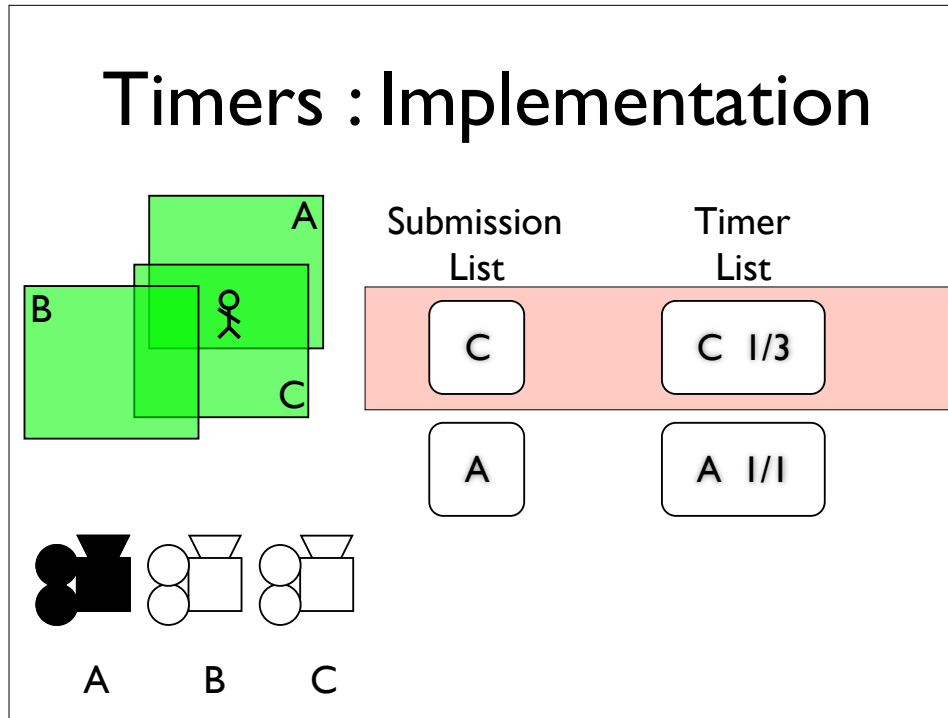 Timers : Implementation
A
B
C
Submission
List
Timer
List
C
C 1/3
A
A 1/1
A B C